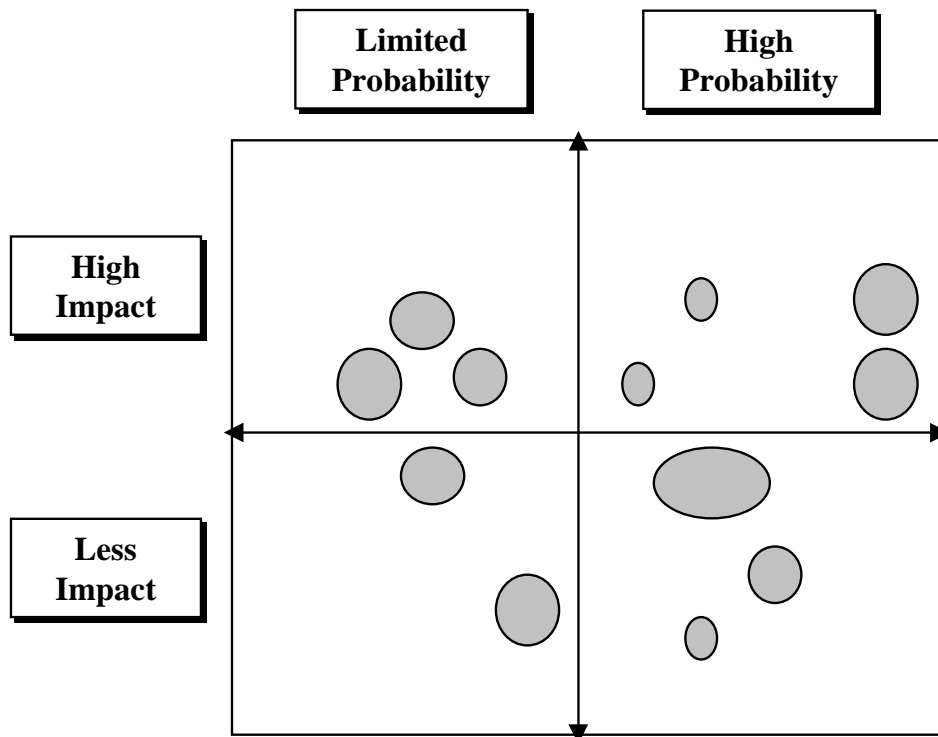 Limited
Probability
High
Probability
High
Impact
Less
Impact